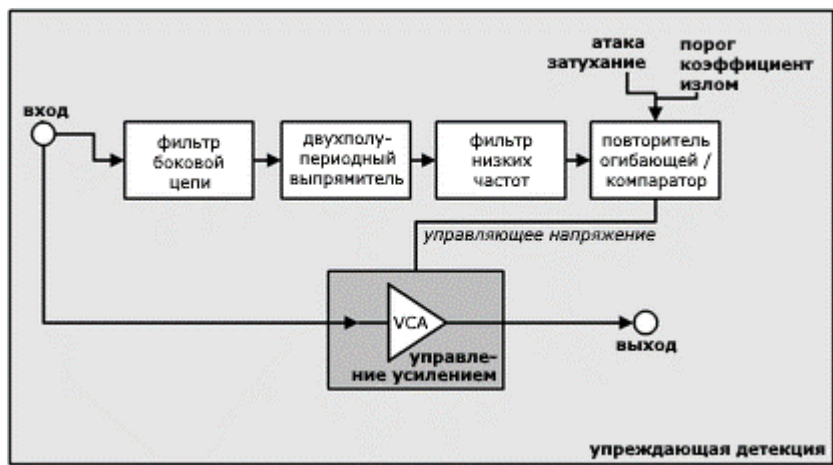 атака
затухание
порог
коэффициент
излом
вход
фильтр
боковой
цепи
двухполу-
периодный
выпрямитель
фильтр
низких
частот
повторитель
огибающей /
компаратор
управляющее напряжение
VCA
управле-
ние усилением
выход
упреждающая детекция